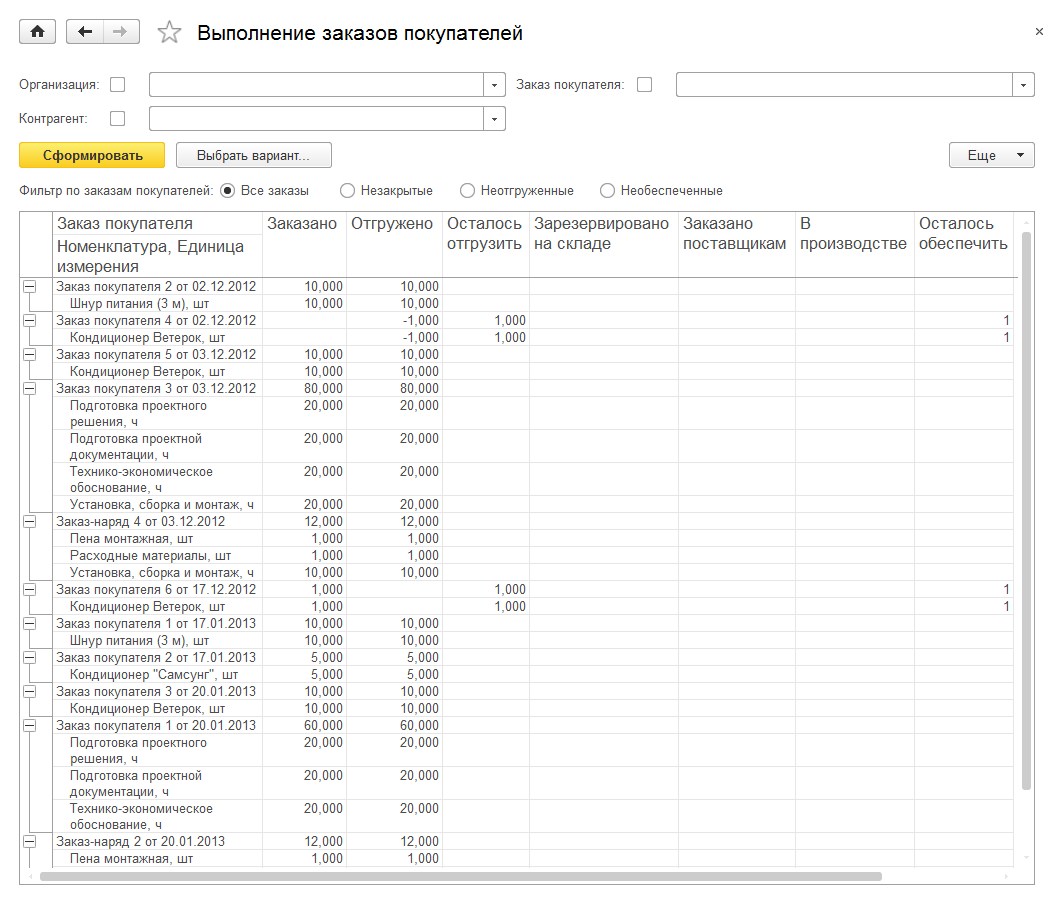 Выполнение заказов покупателей
×
Организация:
Заказ покупателя:
Контрагент:
Сформировать
Выбрать вариант...
Еще
Фильтр по заказам покупателей: Все заказы Незакрытые Неотгруженные Необеспеченные
Заказ покупателя Заказано Отгружено Осталось отгрузить Зарезервировано на складе Заказано поставщикам В производстве Осталось обеспечить
Номенклатура, Единица
измерения
Заказ покупателя 2 от 02.12.2012 10,000 10,000
Шнур питания (3 м), шт 10,000 10,000
Заказ покупателя 4 от 02.12.2012 -1,000 1,000 1
Кондиционер Ветерок, шт -1,000 1,000 1
Заказ покупателя 5 от 03.12.2012 10,000 10,000
Кондиционер Ветерок, шт 10,000 10,000
Заказ покупателя 3 от 03.12.2012 80,000 80,000
Подготовка проектного 20,000 20,000
решения, ч
Подготовка проектной 20,000 20,000
документации, ч
Технико-экономическое 20,000 20,000
обоснование, ч
Установка, сборка и монтаж, ч 20,000 20,000
Заказ-наряд 4 от 03.12.2012 12,000 12,000
Пена монтажная, шт 1,000 1,000
Расходные материалы, шт 1,000 1,000
Установка, сборка и монтаж, ч 10,000 10,000
Заказ покупателя 6 от 17.12.2012 1,000 1,000 1
Кондиционер Ветерок, шт 1,000 1,000 1
Заказ покупателя 1 от 17.01.2013 10,000 10,000
Шнур питания (3 м), шт 10,000 10,000
Заказ покупателя 2 от 17.01.2013 5,000 5,000
Кондиционер "Самсунг", шт 5,000 5,000
Заказ покупателя 3 от 20.01.2013 10,000 10,000
Кондиционер Ветерок, шт 10,000 10,000
Заказ покупателя 1 от 20.01.2013 60,000 60,000
Подготовка проектного 20,000 20,000
решения, ч
Подготовка проектной 20,000 20,000
документации, ч
Технико-экономическое 20,000 20,000
обоснование, ч
Заказ-наряд 2 от 20.01.2013 12,000 12,000
Пена монтажная, шт 1,000 1,000